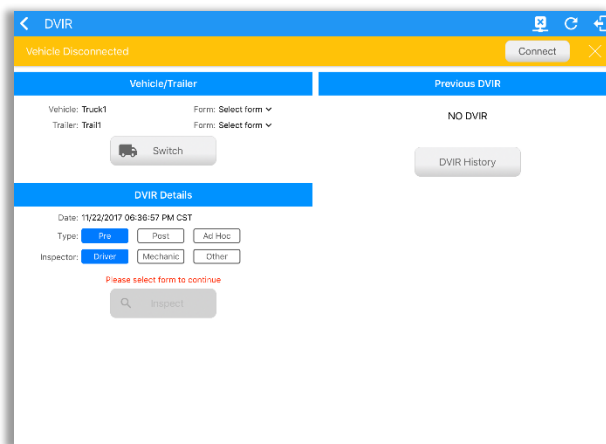 DVIR
Vehicle Disconnected
Connect
Vehicle/Trailer
Vehicle: Truck1
Form: Select form
Trailer: Trail1
Form: Select form
Switch
DVIR Details
Date: 11/22/2017 06:36:57 PM CST
Type: Pre Post Ad Hoc
Inspector: Driver Mechanic Other
Please select form to continue
Inspect
Previous DVIR
NO DVIR
DVIR History